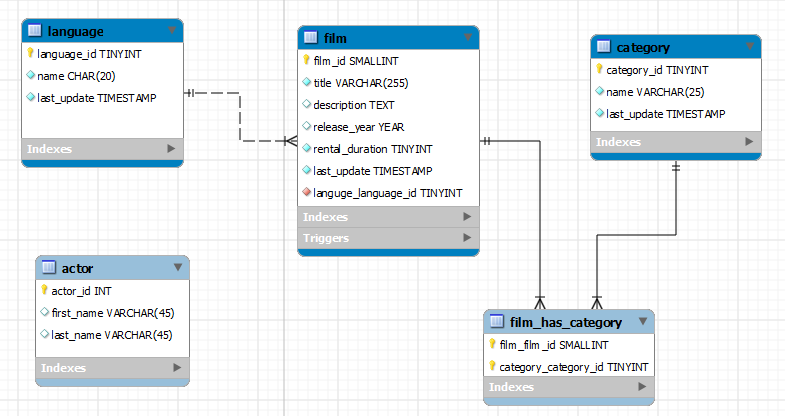 language
language_id TINYINT
name CHAR(20)
last_update TIMESTAMP
Indexes
film
film_id SMALLINT
title VARCHAR(255)
description TEXT
release_year YEAR
rental_duration TINYINT
last_update TIMESTAMP
languge_language_id TINYINT
Indexes
Triggers
category
category_id TINYINT
name VARCHAR(25)
last_update TIMESTAMP
Indexes
actor
actor_id INT
first_name VARCHAR(45)
last_name VARCHAR(45)
Indexes
film_has_category
film_film_id SMALLINT
category_category_id TINYINT
Indexes